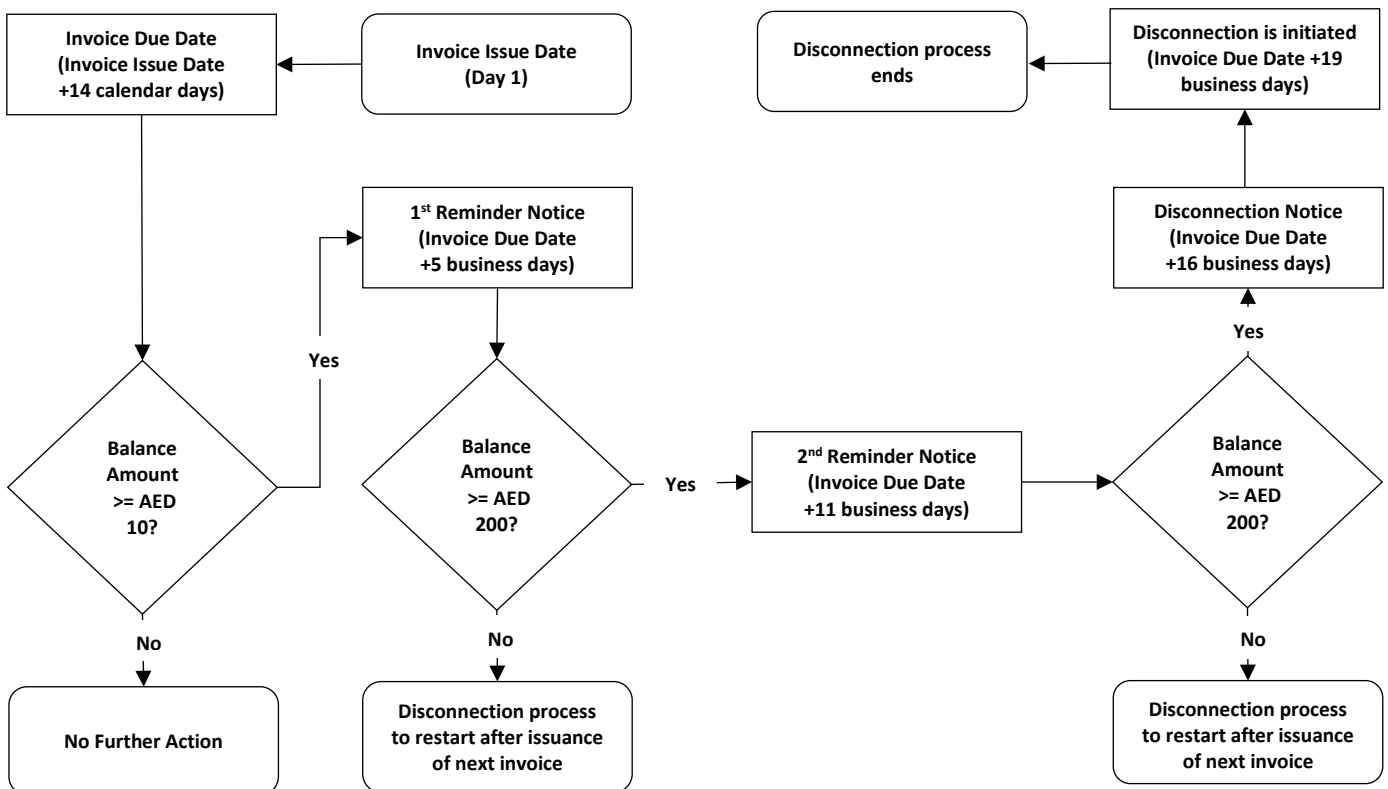 Invoice Issue Date
(Day 1)
Invoice Due Date
(Invoice Issue Date
+14 calendar days)
Balance
Amount
>= AED
10?
No
No Further Action
Yes
1st Reminder Notice
(Invoice Due Date
+5 business days)
Balance
Amount
>= AED
200?
No
Disconnection process
to restart after issuance
of next invoice
Yes
2nd Reminder Notice
(Invoice Due Date
+11 business days)
Balance
Amount
>= AED
200?
No
Disconnection process
to restart after issuance
of next invoice
Yes
Disconnection Notice
(Invoice Due Date
+16 business days)
Disconnection is initiated
(Invoice Due Date +19
business days)
Disconnection process
ends